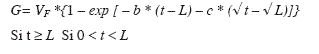 G= V_F *{1– exp [ – b * (t – L) – c * (√t – √L)]}
Si t ≥ L Si 0 < t < L